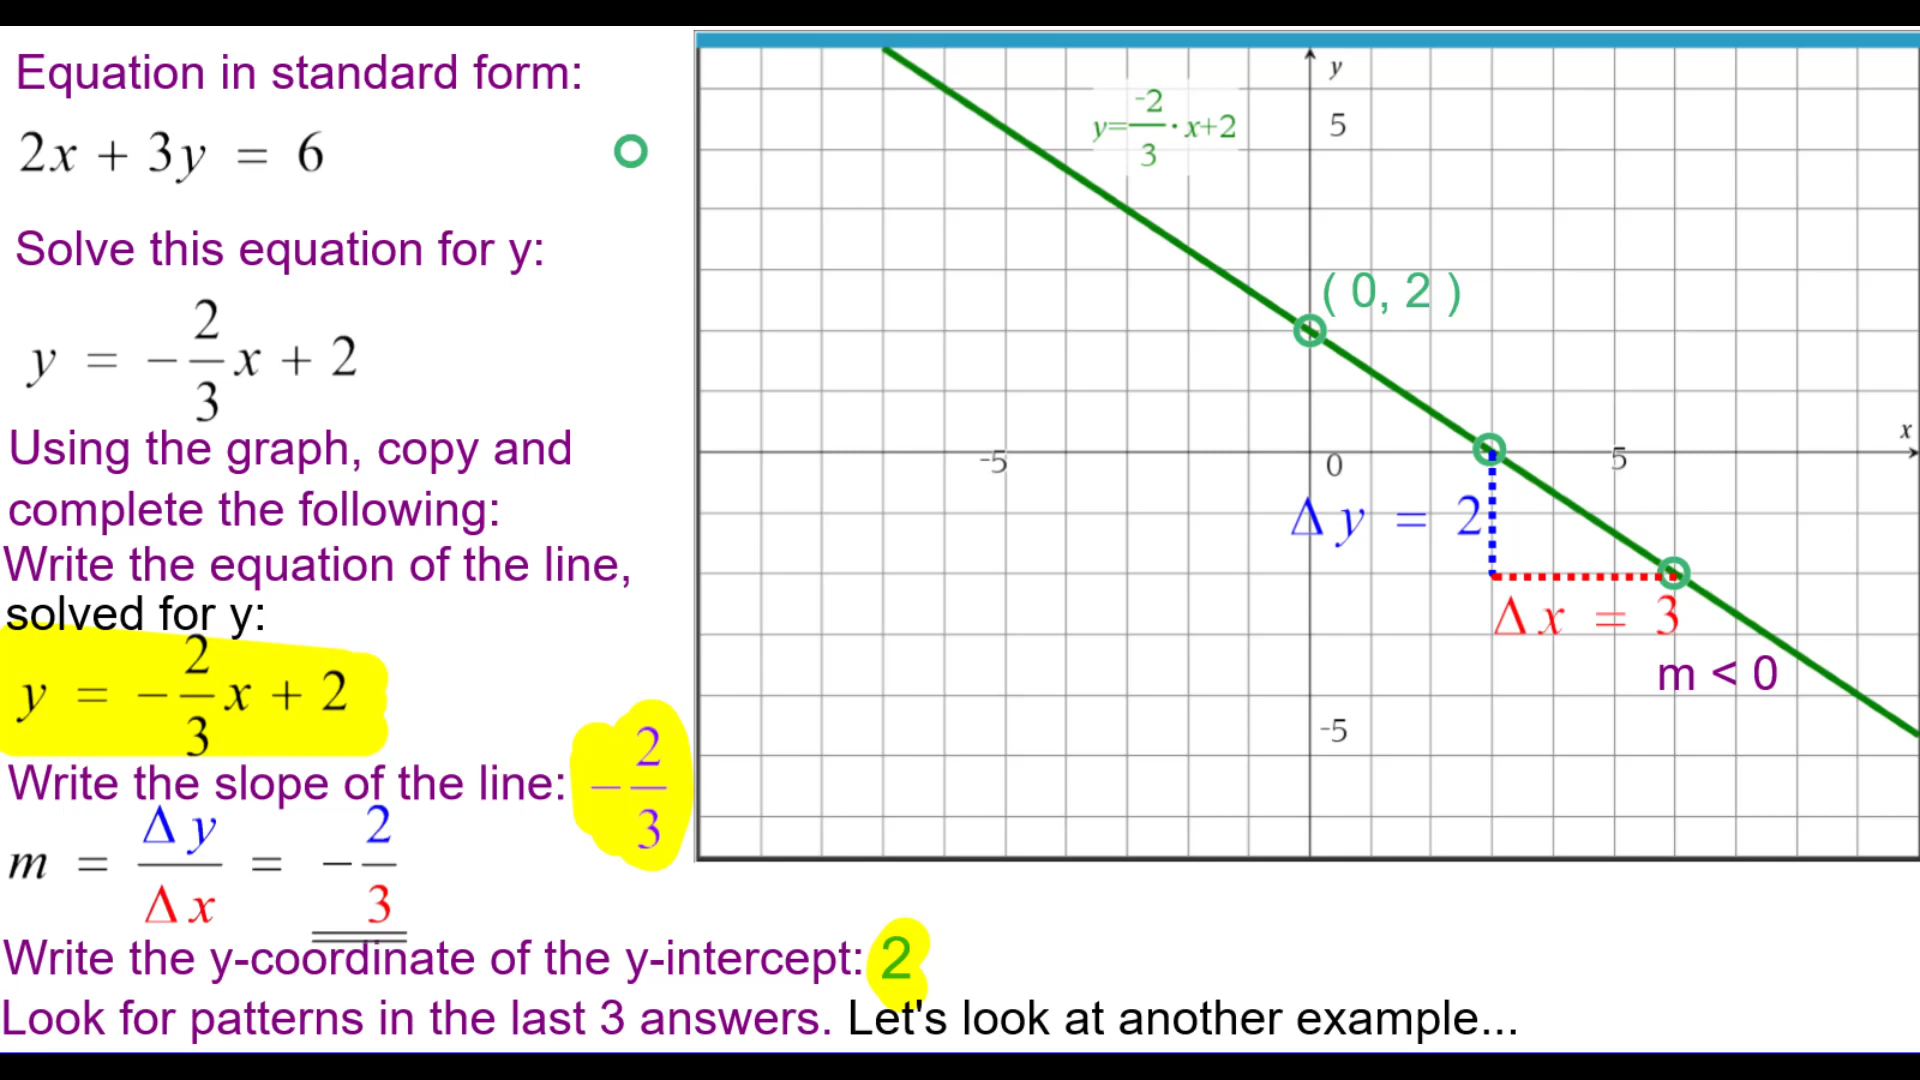 Equation in standard form:
2x + 3y = 6
Solve this equation for y:
y = -2/3 x + 2
Using the graph, copy and
complete the following:
Write the equation of the line,
solved for y:
y = -2/3 x + 2
Write the slope of the line: -2/3
m = Δy/Δx = -2/3
Write the y-coordinate of the y-intercept: 2
Look for patterns in the last 3 answers. Let's look at another example...
y
y=-2/3·x+2
5
( 0, 2 )
x
-5
0
5
Δy = 2
Δx = 3
m < 0
-5